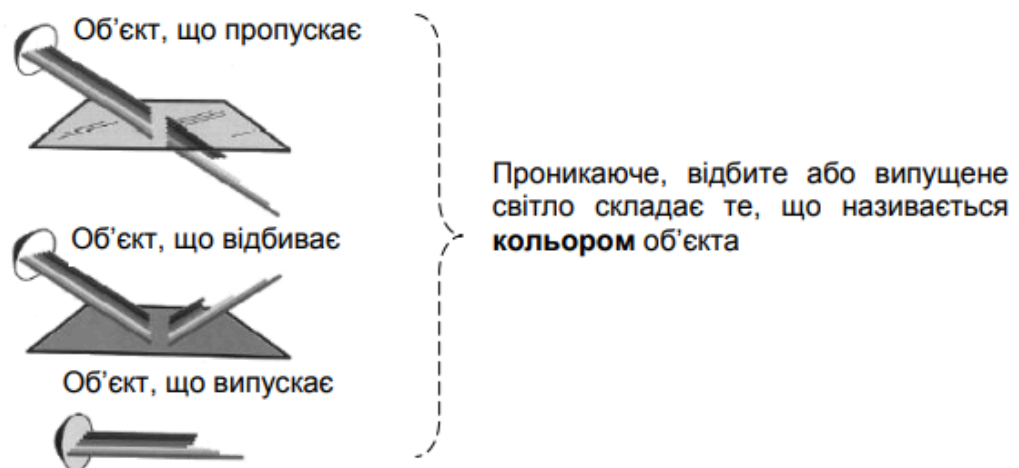 Об’єкт, що пропускає
Проникаюче, відбите або випущене
світло складає те, що називається
кольором об’єкта
Об’єкт, що відбиває
Об’єкт, що випускає